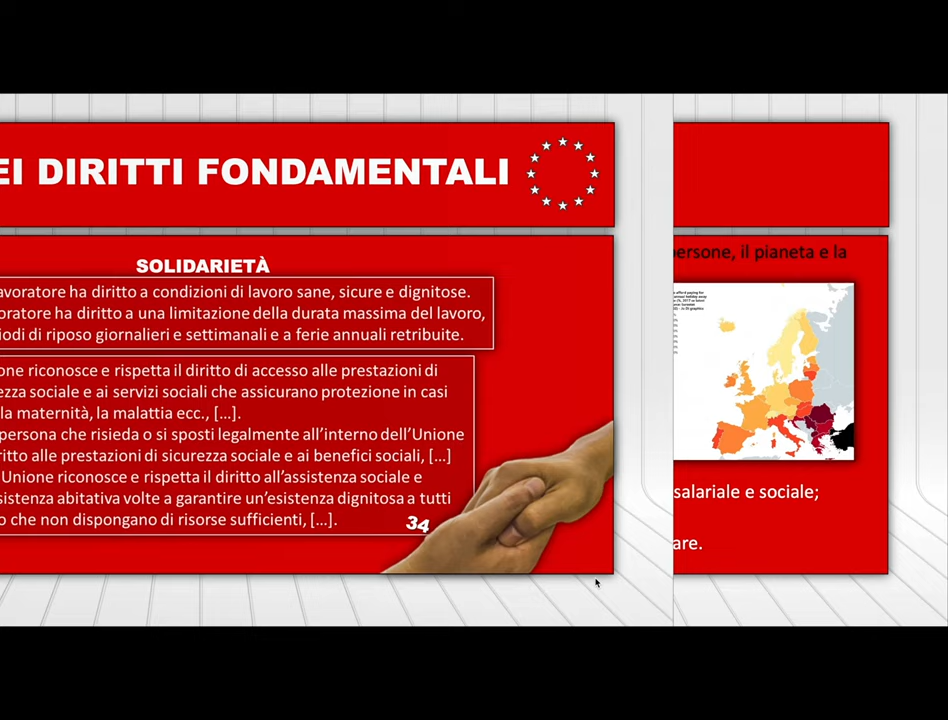 EI DIRITTI FONDAMENTALI
SOLIDARIETÀ
avoratore ha diritto a condizioni di lavoro sane, sicure e dignitose.
oratore ha diritto a una limitazione della durata massima del lavoro,
iodi di riposo giornalieri e settimanali e a ferie annuali retribuite.
one riconosce e rispetta il diritto di accesso alle prestazioni di
ezza sociale e ai servizi sociali che assicurano protezione in casi
la maternità, la malattia ecc., [...].
persona che risieda o si sposti legalmente all'interno dell'Unione
ritto alle prestazioni di sicurezza sociale e ai benefici sociali, [...]
Unione riconosce e rispetta il diritto all'assistenza sociale e
sistenza abitativa volte a garantire un'esistenza dignitosa a tutti
o che non dispongano di risorse sufficienti, [...].
34
persone, il pianeta e la
salariale e sociale;
are.